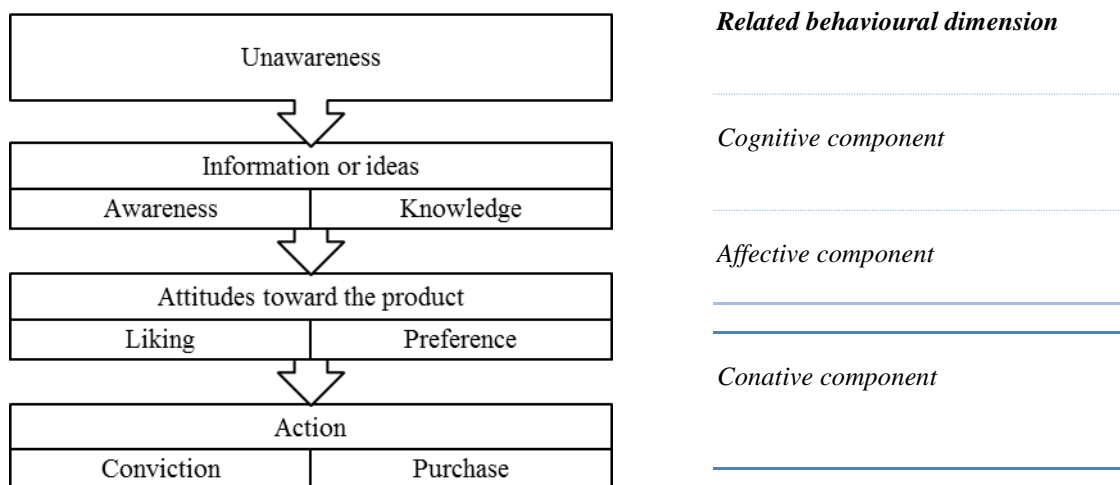 Related behavioural dimension
Unawareness
Cognitive component
Information or ideas
Awareness Knowledge
Affective component
Attitudes toward the product
Liking Preference
Conative component
Action
Conviction Purchase